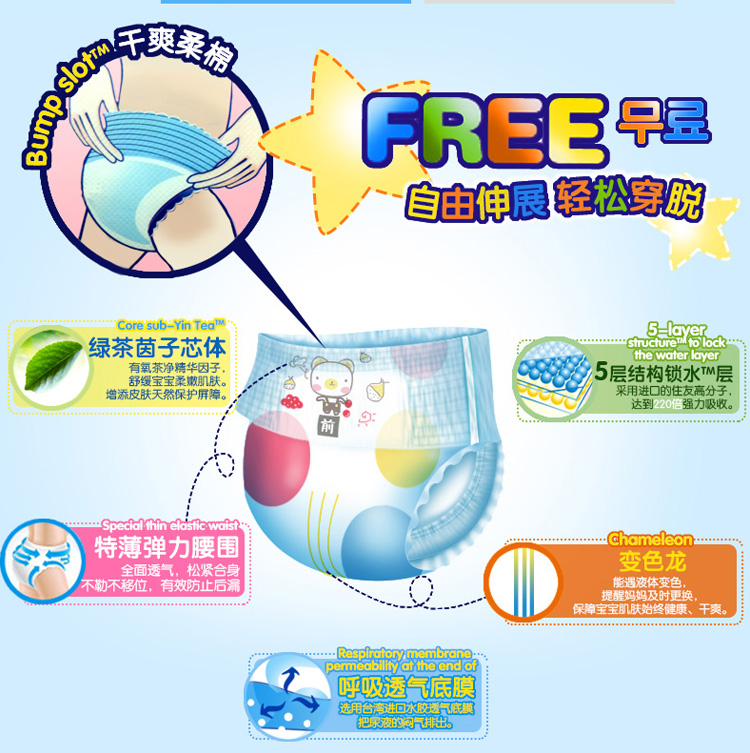 Bump slot™ 干爽柔棉
FREE 무료
自由伸展 轻松穿脱
Core sub-Yin Tea™
绿茶茵子芯体
有氧茶净精华因子，
舒缓宝宝柔嫩肌肤。
增添皮肤天然保护屏障。
5-layer
structure™ to lock
the water layer
5层结构锁水™层
采用进口的住友高分子，
达到220倍强力吸收。
前
Special thin elastic waist
特薄弹力腰围
全面透气，松紧合身
不勒不移位，有效防止后漏
Chameleon
变色龙
能遇液体变色，
提醒妈妈及时更换，
保障宝宝肌肤始终健康、干爽。
Respiratory membrane
permeability at the end of
呼吸透气底膜
选用台湾进口水胶透气底膜
把尿液的闷气排出。